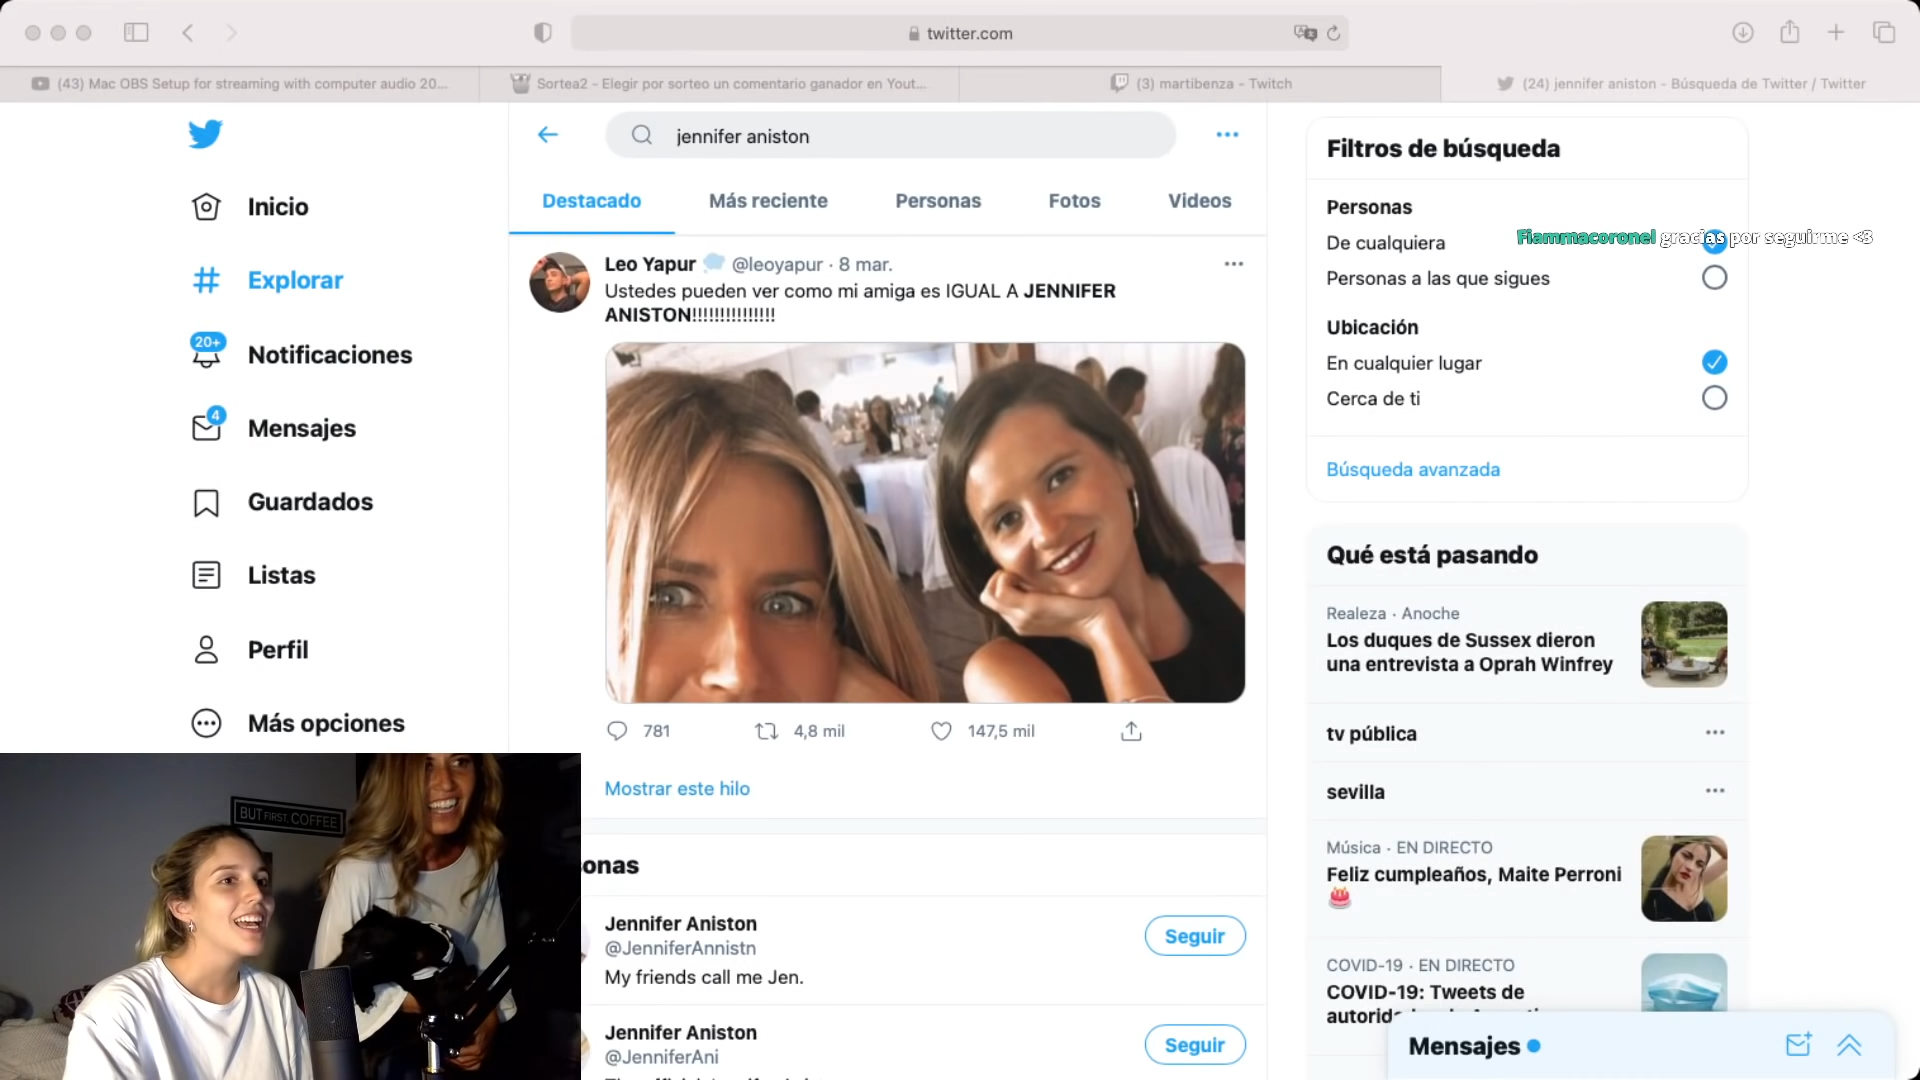 twitter.com
(43) Mac OBS Setup for streaming with computer audio 20...
Sortea2 - Elegir por sorteo un comentario ganador en Yout...
(3) martibenza - Twitch
(24) jennifer aniston - Búsqueda de Twitter / Twitter
jennifer aniston
Destacado
Más reciente
Personas
Fotos
Videos
Inicio
Explorar
20+
Notificaciones
4
Mensajes
Guardados
Listas
Perfil
Más opciones
Leo Yapur @leoyapur · 8 mar.
Ustedes pueden ver como mi amiga es IGUAL A JENNIFER
ANISTON!!!!!!!!!!!!!!!
781
4,8 mil
147,5 mil
Mostrar este hilo
onas
Jennifer Aniston
@JenniferAnnistn
My friends call me Jen.
Seguir
Jennifer Aniston
@JenniferAni
Seguir
Filtros de búsqueda
Personas
De cualquiera
Fiammacoronel gracias por seguirme <3
Personas a las que sigues
Ubicación
En cualquier lugar
Cerca de ti
Búsqueda avanzada
Qué está pasando
Realeza · Anoche
Los duques de Sussex dieron
una entrevista a Oprah Winfrey
tv pública
sevilla
Música · EN DIRECTO
Feliz cumpleaños, Maite Perroni
COVID-19 · EN DIRECTO
COVID-19: Tweets de
Mensajes
BUT FIRST, COFFEE